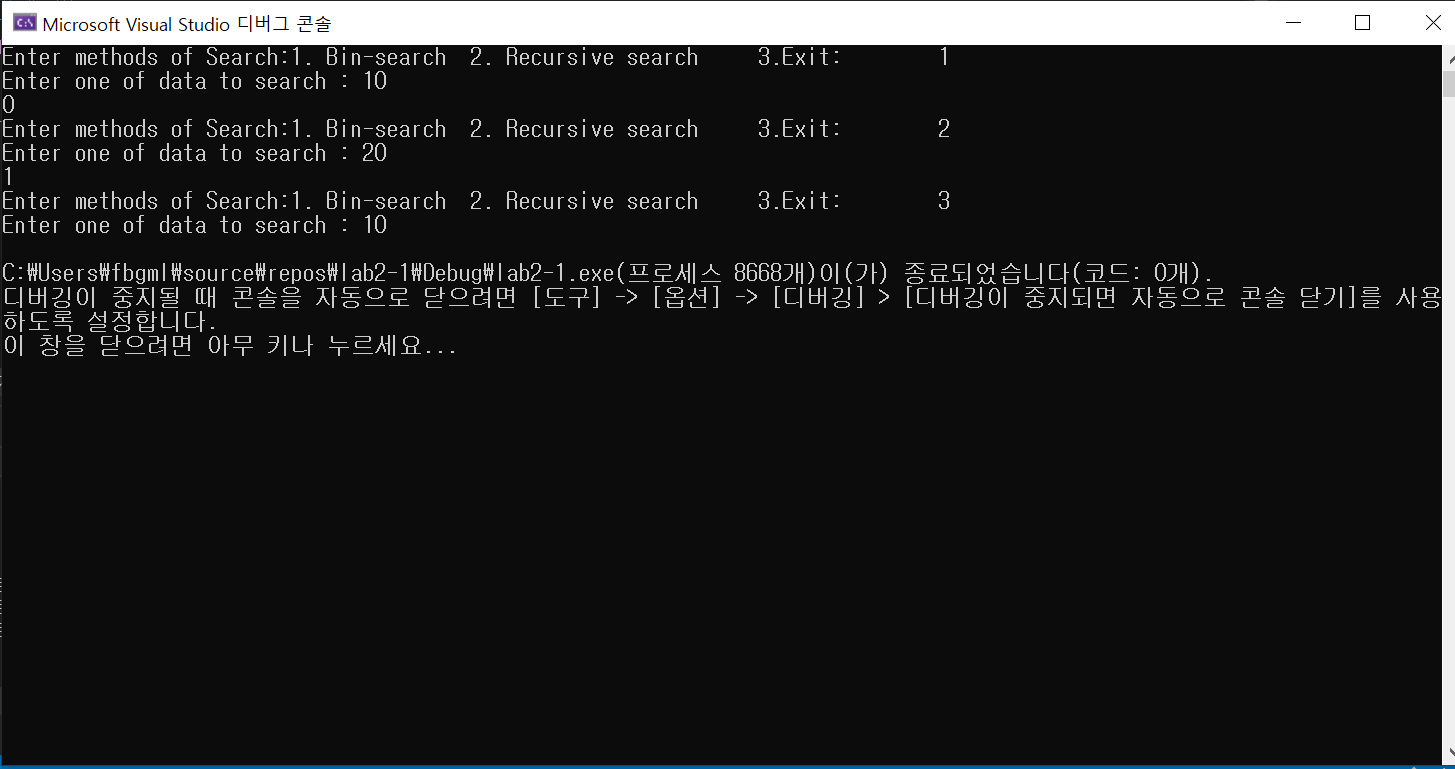 Microsoft Visual Studio 디버그 콘솔
Enter methods of Search:1. Bin-search  2. Recursive search     3.Exit:        1
Enter one of data to search : 10
0
Enter methods of Search:1. Bin-search  2. Recursive search     3.Exit:        2
Enter one of data to search : 20
1
Enter methods of Search:1. Bin-search  2. Recursive search     3.Exit:        3
Enter one of data to search : 10
C:₩Users₩fbgml₩source₩repos₩lab2-1₩Debug₩lab2-1.exe(프로세스 8668개)이(가) 종료되었습니다(코드: 0개).
디버깅이 중지될 때 콘솔을 자동으로 닫으려면 [도구] -> [옵션] -> [디버깅] > [디버깅이 중지되면 자동으로 콘솔 닫기]를 사용
하도록 설정합니다.
이 창을 닫으려면 아무 키나 누르세요...